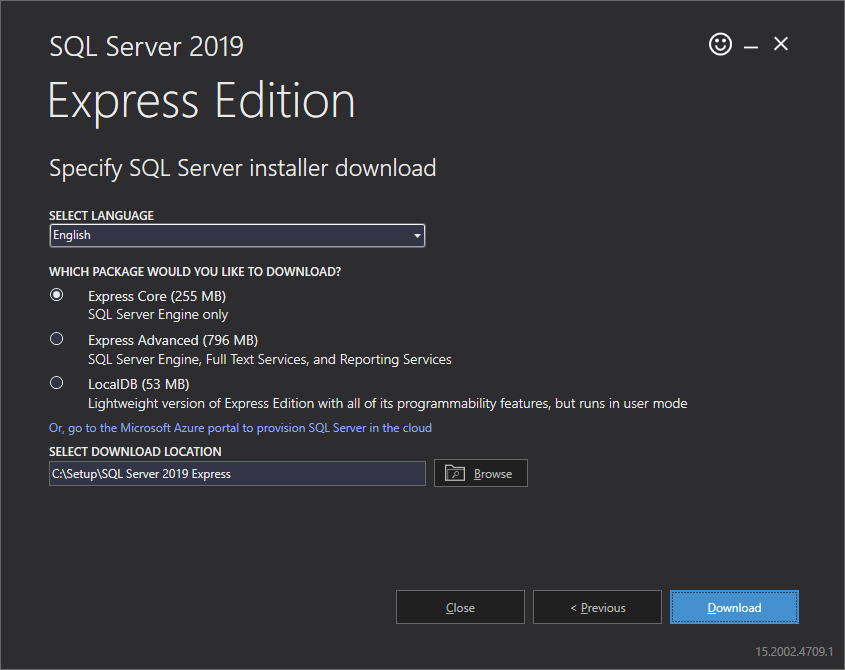 SQL Server 2019
Express Edition
Specify SQL Server installer download
SELECT LANGUAGE
English
WHICH PACKAGE WOULD YOU LIKE TO DOWNLOAD?
Express Core (255 MB)
SQL Server Engine only
Express Advanced (796 MB)
SQL Server Engine, Full Text Services, and Reporting Services
LocalDB (53 MB)
Lightweight version of Express Edition with all of its programmability features, but runs in user mode
Or, go to the Microsoft Azure portal to provision SQL Server in the cloud
SELECT DOWNLOAD LOCATION
C:\Setup\SQL Server 2019 Express
Browse
Close
< Previous
Download
15.2002.4709.1